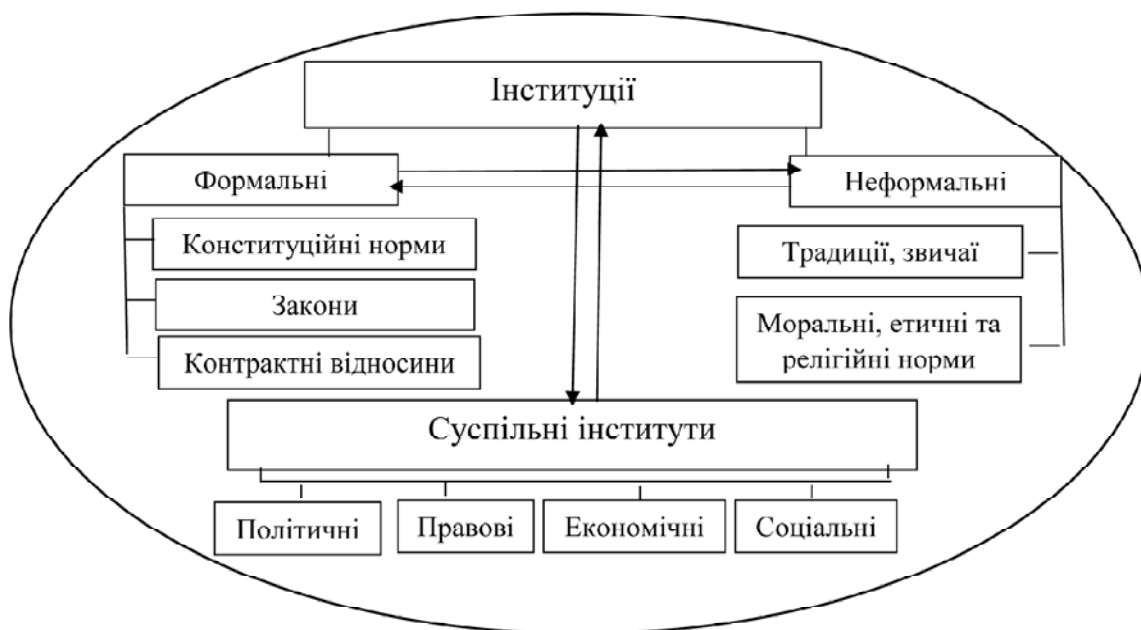 Інституції
Формальні
Неформальні
Конституційні норми
Традиції, звичаї
Закони
Моральні, етичні та
релігійні норми
Контрактні відносини
Суспільні інститути
Політичні
Правові
Економічні
Соціальні